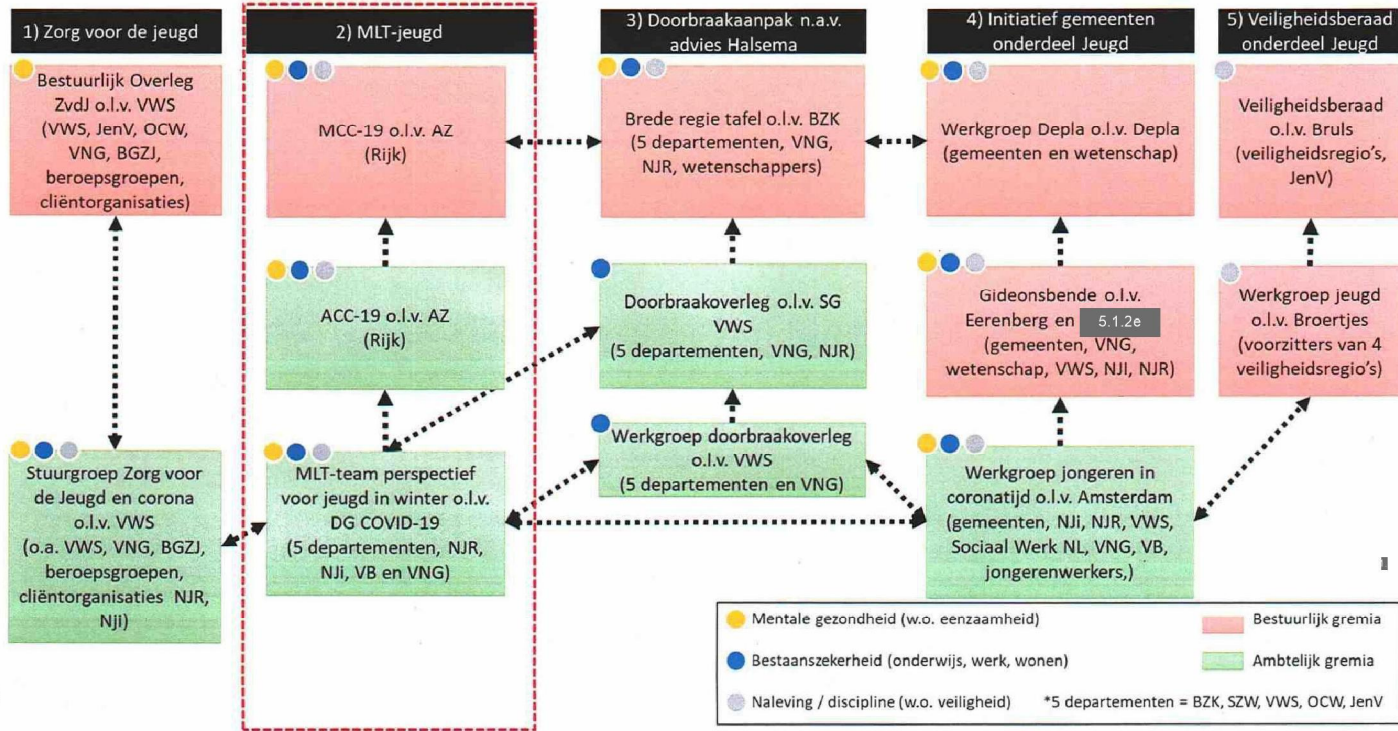 1) Zorg voor de jeugd
Bestuurlijk Overleg
ZvdJ o.l.v. VWS
(VWS, JenV, OCW,
VNG, BGZJ,
beroepsgroepen,
cliëntorganisaties)
Stuurgroep Zorg voor
de Jeugd en corona
o.l.v. VWS
(o.a. VWS, VNG, BGZJ,
beroepsgroepen,
cliëntorganisaties NJR,
Nji)
2) MLT-jeugd
MCC-19 o.l.v. AZ
(Rijk)
ACC-19 o.l.v. AZ
(Rijk)
MLT-team perspectief
voor jeugd in winter o.l.v.
DG COVID-19
(5 departementen, NJR,
NJi, VB en VNG)
3) Doorbraakaanpak n.a.v.
advies Halsema
Brede regie tafel o.l.v. BZK
(5 departementen, VNG,
NJR, wetenschappers)
Doorbraakoverleg o.l.v. SG
VWS
(5 departementen, VNG, NJR)
Werkgroep doorbraakoverleg
o.l.v. VWS
(5 departementen en VNG)
4) Initiatief gemeenten
onderdeel Jeugd
Werkgroep Depla o.l.v. Depla
(gemeenten en wetenschap)
Gideonsbende o.l.v.
Eerenberg en 5.1.2e
(gemeenten, VNG,
wetenschap, VWS, NJI, NJR)
Werkgroep jongeren in
coronatijd o.l.v. Amsterdam
(gemeenten, NJi, NJR, VWS,
Sociaal Werk NL, VNG, VB,
jongerenwerkers,)
5) Veiligheidsberaad
onderdeel Jeugd
Veiligheidsberaad
o.l.v. Bruls
(veiligheidsregio's,
JenV)
Werkgroep jeugd
o.l.v. Broertjes
(voorzitters van 4
veiligheidsregio's)
Mentale gezondheid (w.o. eenzaamheid)
Bestuurlijk gremia
Bestaanszekerheid (onderwijs, werk, wonen)
Ambtelijk gremia
Naleving / discipline (w.o. veiligheid)
*5 departementen = BZK, SZW, VWS, OCW, JenV